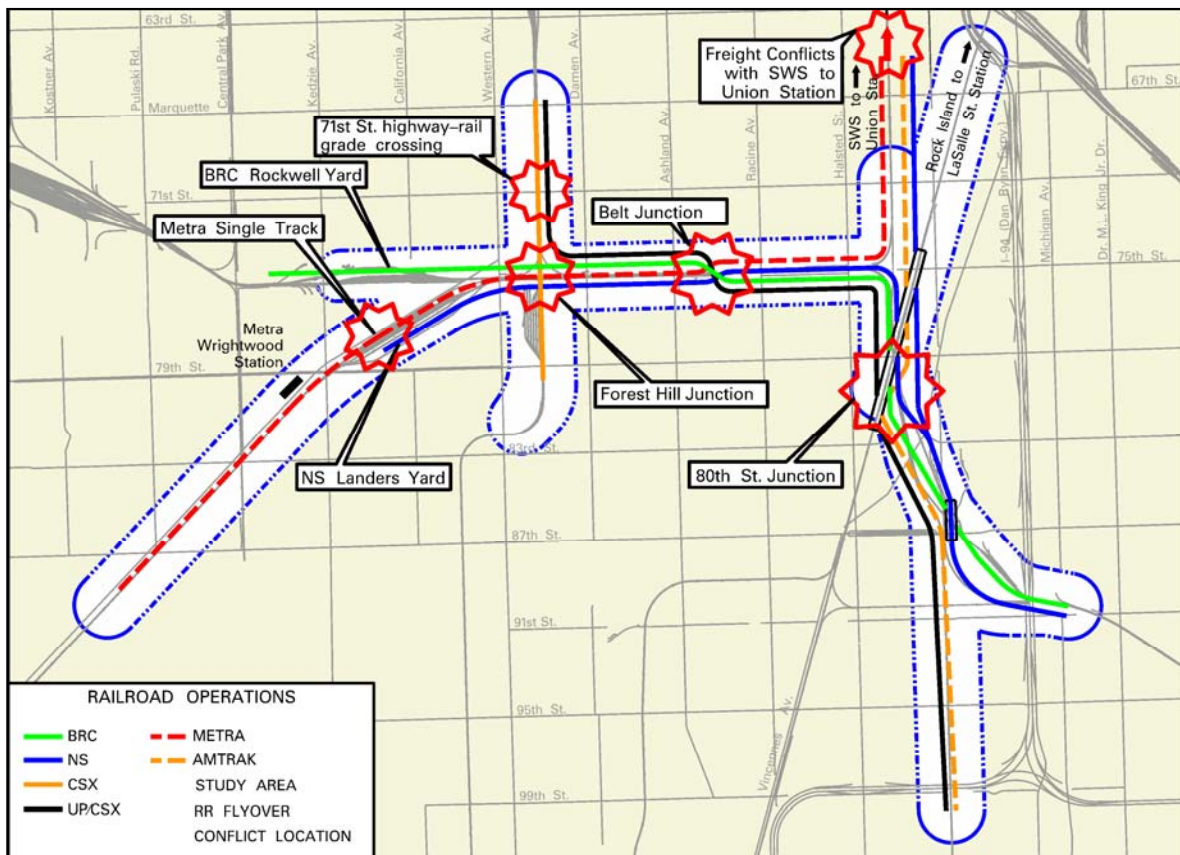 63rd St.
Kostner Av.
Pulaski Rd.
Central Park Av
Kedzie Av.
California Av.
Western Av.
Damen Av.
Marquette
67th St.
Freight Conflicts
with SWS to
Union Station
SWS to
Union Sta
Rock Island to
LaSalle St. Station
71st St. highway–rail
grade crossing
BRC Rockwell Yard
71st St.
Ashland Av.
Racine Av.
Halsted S
I-94 (Dan Ryan Expy.)
Michigan Av.
Dr. M.L. King Jr. Dr.
Belt Junction
Metra Single Track
75th St.
Metra
Wrightwood
Station
79th St.
Forest Hill Junction
83rd St.
NS Landers Yard
80th St. Junction
87th St.
91st St.
95th St.
Vincennes Av.
99th St.
RAILROAD OPERATIONS
BRC
METRA
NS
AMTRAK
CSX
STUDY AREA
UP/CSX
RR FLYOVER
CONFLICT LOCATION